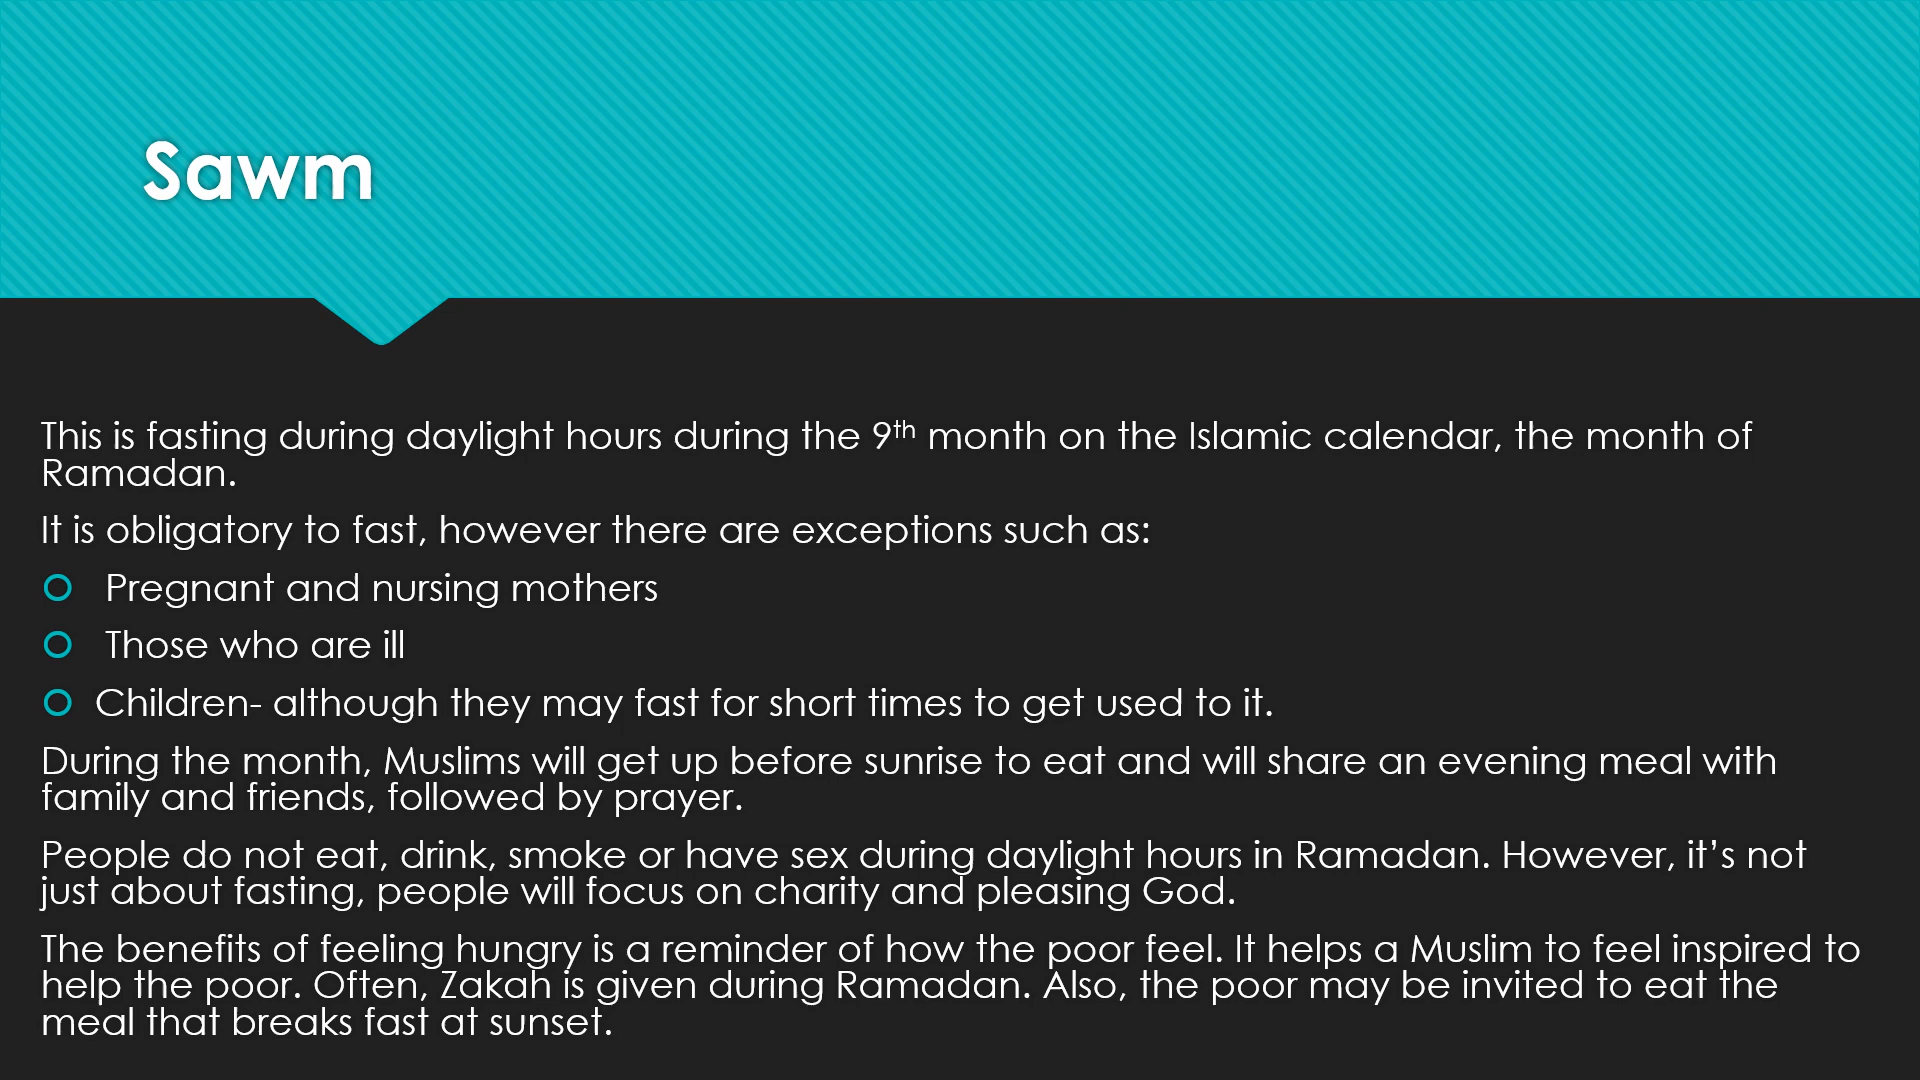 Sawm
This is fasting during daylight hours during the 9th month on the Islamic calendar, the month of
Ramadan.
It is obligatory to fast, however there are exceptions such as:
Pregnant and nursing mothers
Those who are ill
Children- although they may fast for short times to get used to it.
During the month, Muslims will get up before sunrise to eat and will share an evening meal with
family and friends, followed by prayer.
People do not eat, drink, smoke or have sex during daylight hours in Ramadan. However, it’s not
just about fasting, people will focus on charity and pleasing God.
The benefits of feeling hungry is a reminder of how the poor feel. It helps a Muslim to feel inspired to
help the poor. Often, Zakah is given during Ramadan. Also, the poor may be invited to eat the
meal that breaks fast at sunset.